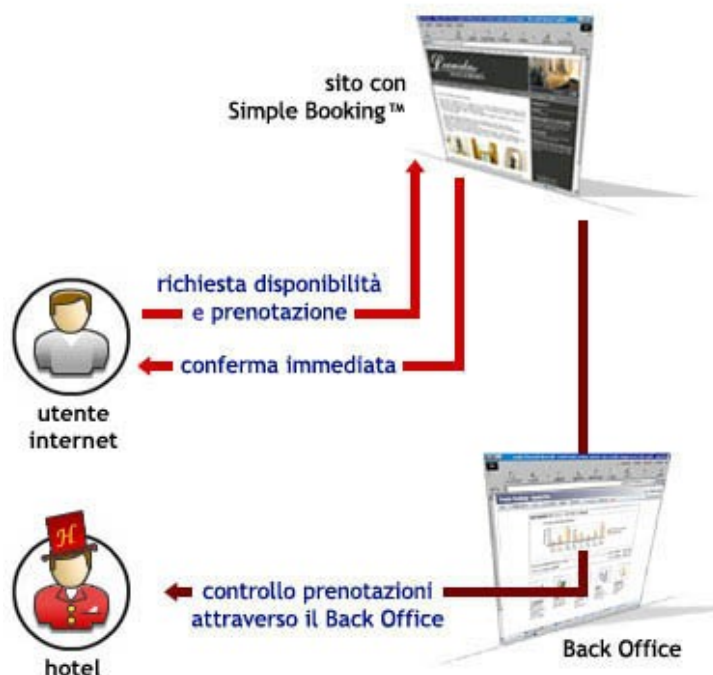 sito con
Simple Booking™
richiesta disponibilità
e prenotazione
conferma immediata
utente
internet
H
controllo prenotazioni
attraverso il Back Office
Back Office
hotel